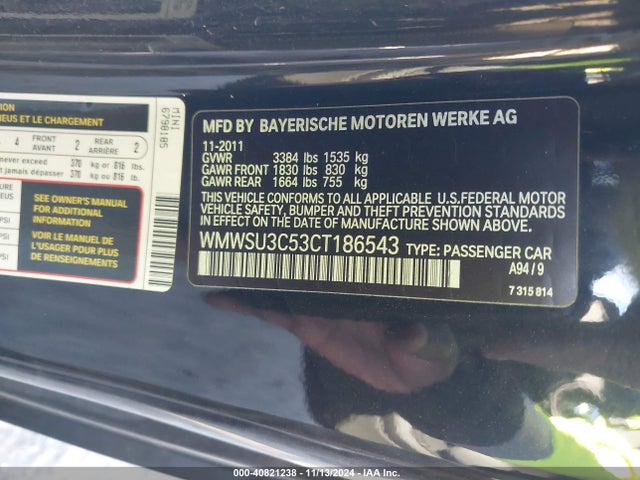 TION
EUS ET LE CHARGEMENT
4 FRONT AVANT 2 REAR ARRIÈRE 2
never exceed 370 kg or 816 lbs.
t jamais dépasser 370 kg ou 816 lb.
URE
PSI
PSI
PSI
SEE OWNER'S MANUAL
FOR ADDITIONAL
INFORMATION
VOIR LE MANUEL DE
L'USAGER POUR PLUS
DE RENSEIGNEMENTS
MINI
6798185
MFD BY BAYERISCHE MOTOREN WERKE AG
11-2011
GVWR 3384 lbs 1535 kg
GAWR FRONT 1830 lbs 830 kg
GAWR REAR 1664 lbs 755 kg
THIS VEHICLE CONFORMS TO ALL APPLICABLE U.S.FEDERAL MOTOR
VEHICLE SAFETY, BUMPER AND THEFT PREVENTION STANDARDS
IN EFFECT ON THE DATE OF MANUFACTURE SHOWN ABOVE.
WMWSU3C53CT186543 TYPE: PASSENGER CAR
A94 / 9
7 315 814
000-40821238 - 11/13/2024 - IAA Inc.